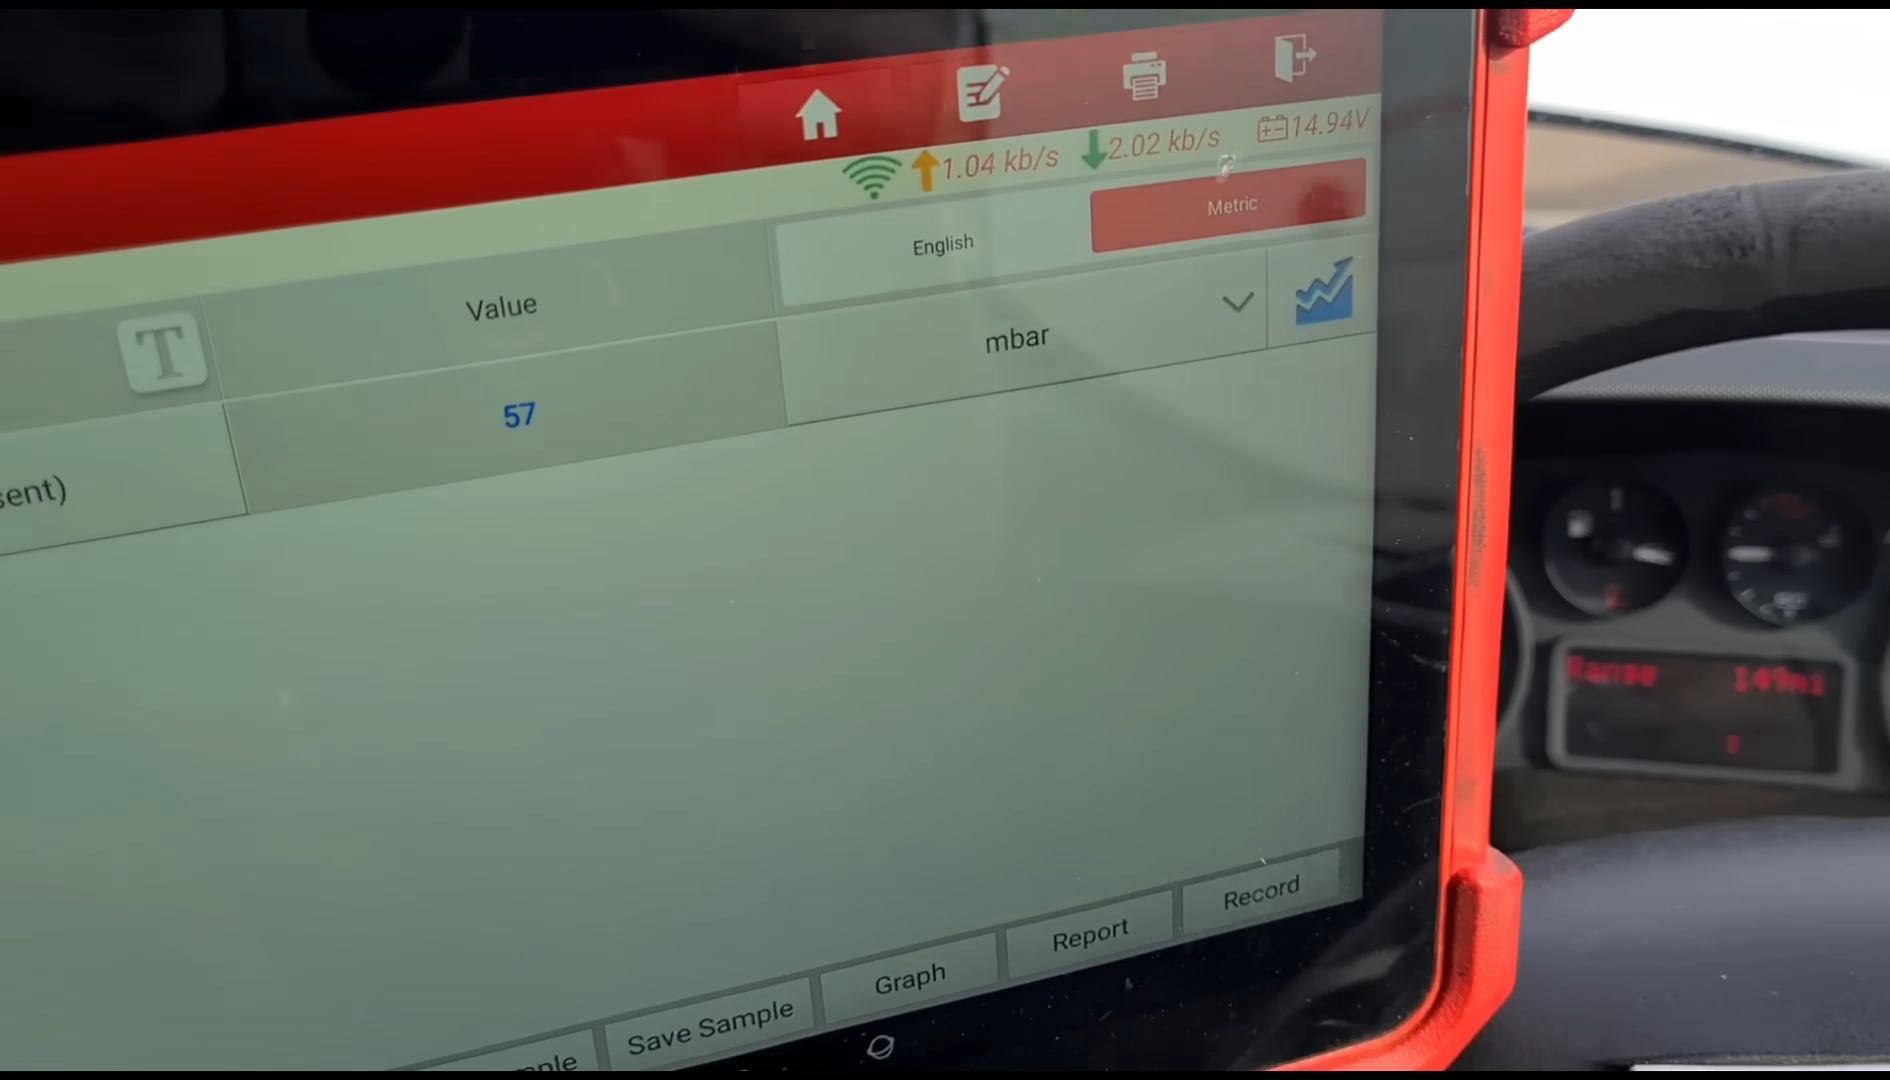 1.04 kb/s 2.02 kb/s 14.94V
T Value English Metric
sent) 57 mbar
Range 149mi
mple Save Sample Graph Report Record